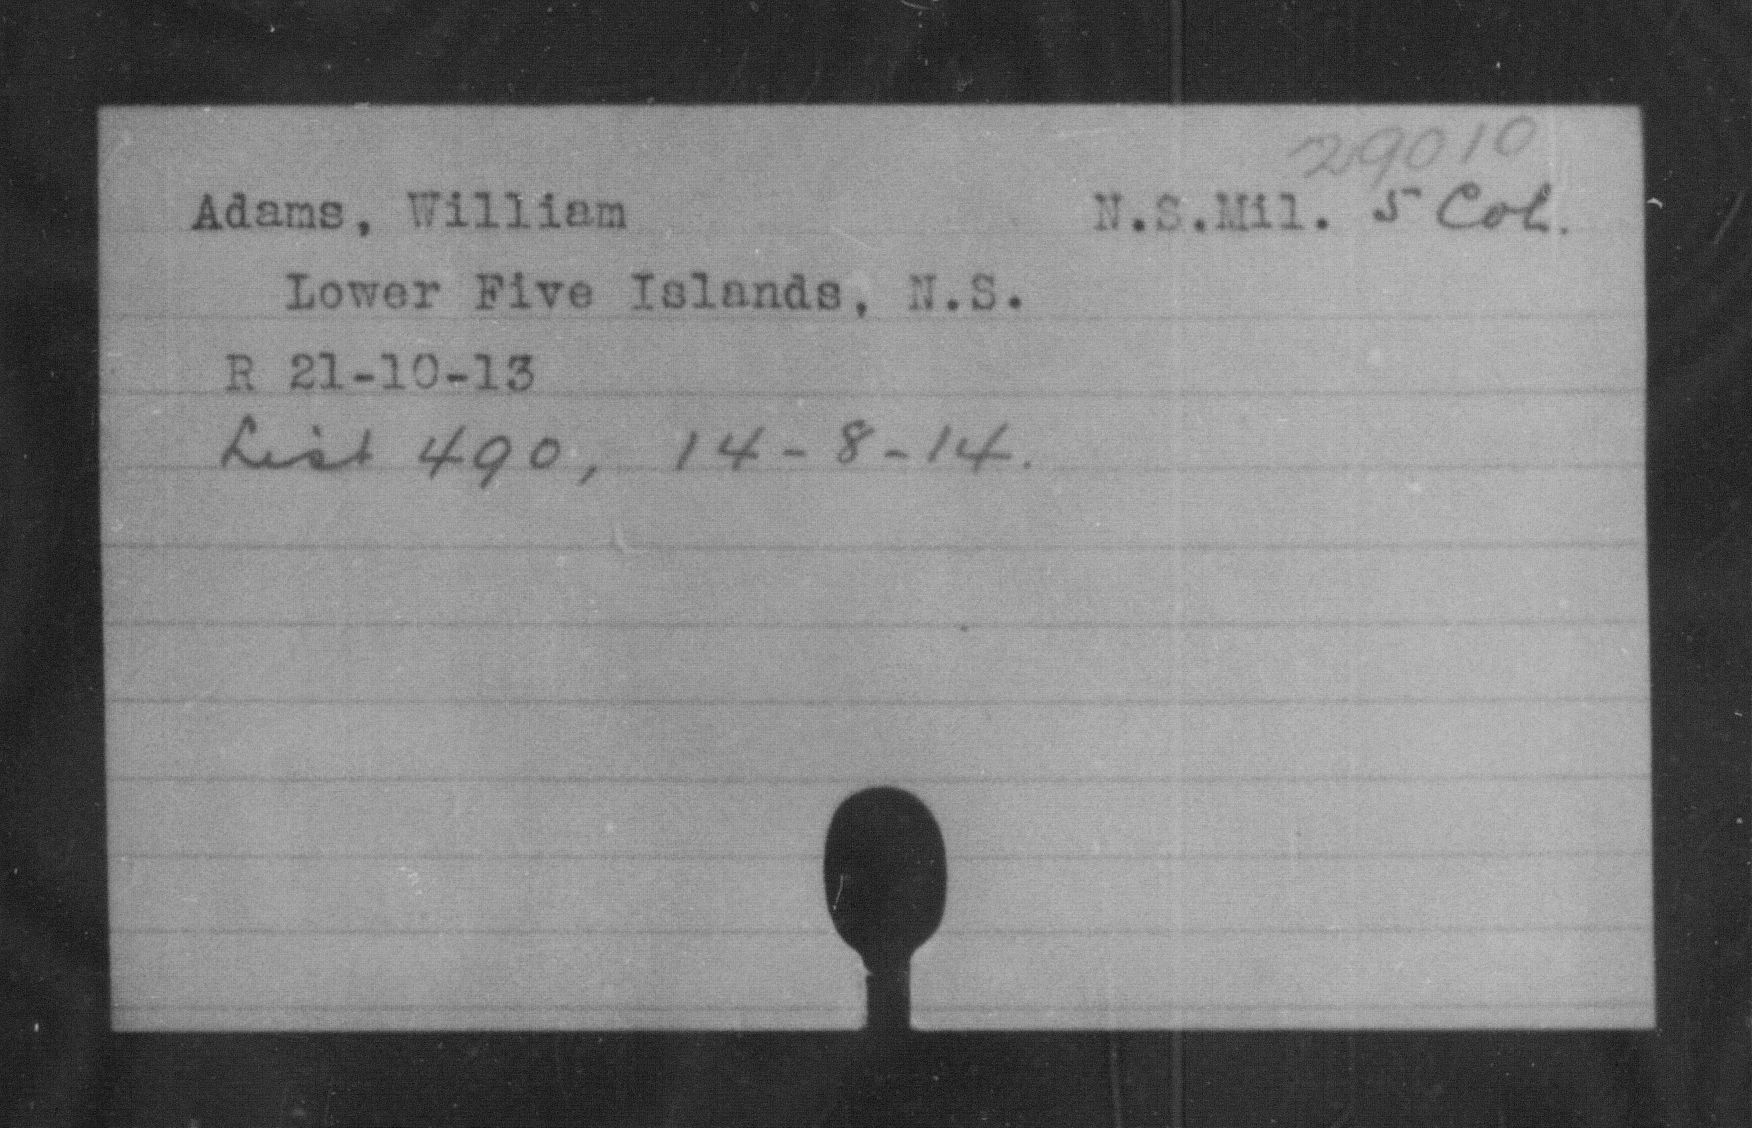 29010
Adams, William N.S.Mil. 5 Col.
Lower Five Islands, N.S.
R 21-10-13
List 490, 14-8-14.